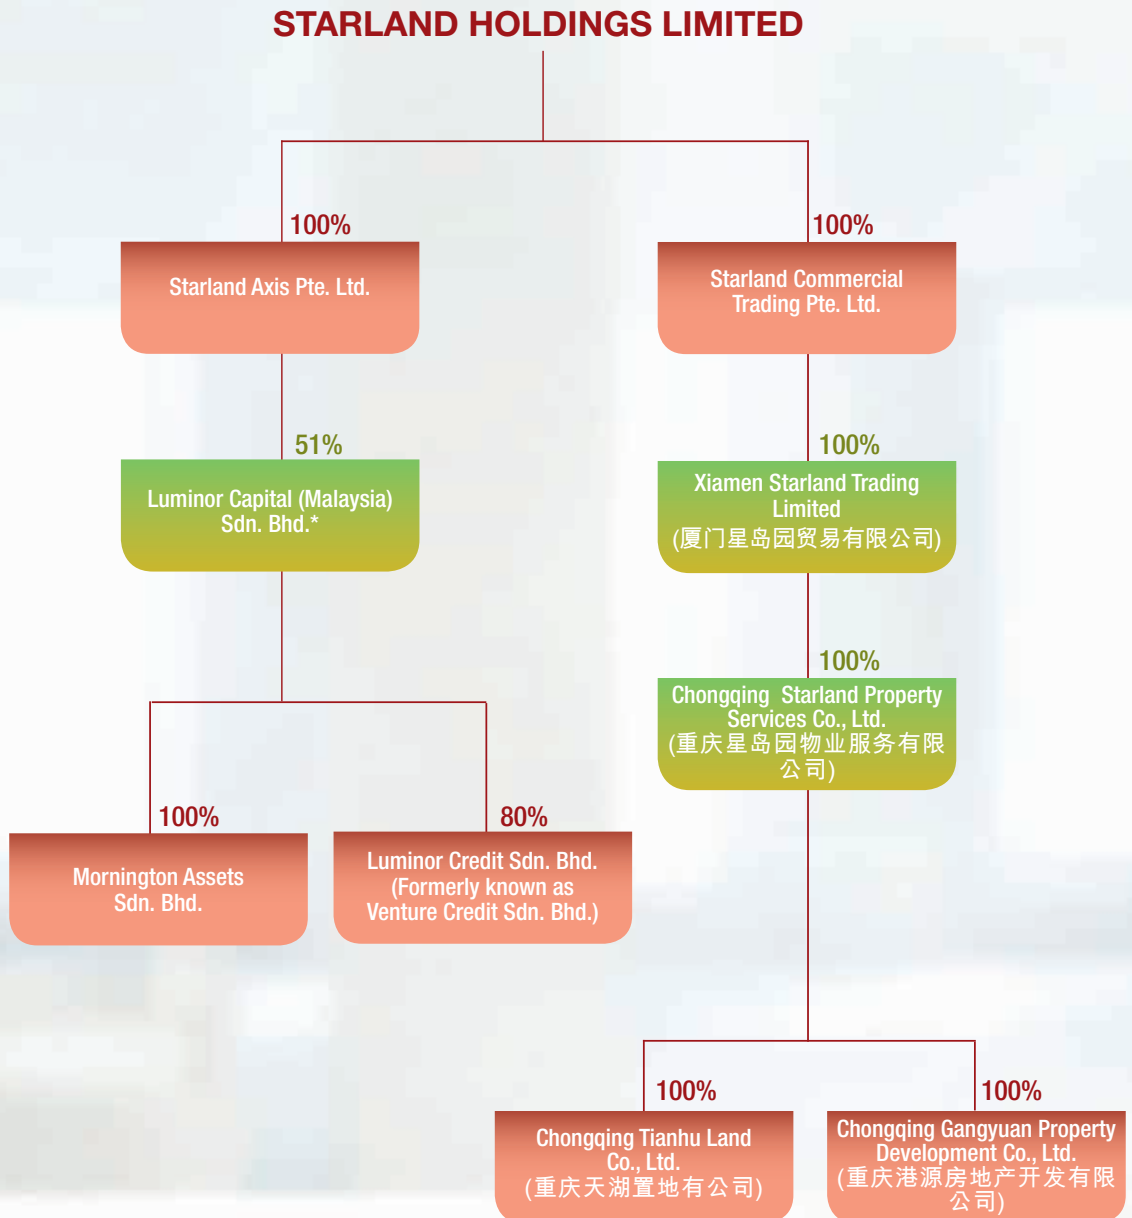 STARLAND HOLDINGS LIMITED
100%
100%
Starland Axis Pte. Ltd.
Starland Commercial
Trading Pte. Ltd.
51%
100%
Luminor Capital (Malaysia)
Sdn. Bhd.*
Xiamen Starland Trading
Limited
(厦门星岛园贸易有限公司)
100%
Chongqing Starland Property
Services Co., Ltd.
(重庆星岛园物业服务有限
公司)
100%
80%
Mornington Assets
Sdn. Bhd.
Luminor Credit Sdn. Bhd.
(Formerly known as
Venture Credit Sdn. Bhd.)
100%
100%
Chongqing Tianhu Land
Co., Ltd.
(重庆天湖置地有公司)
Chongqing Gangyuan Property
Development Co., Ltd.
(重庆港源房地产开发有限
公司)